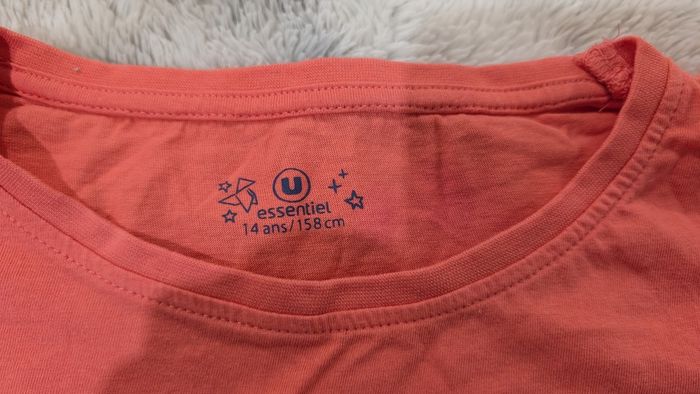 U
essentiel
14 ans/158 cm